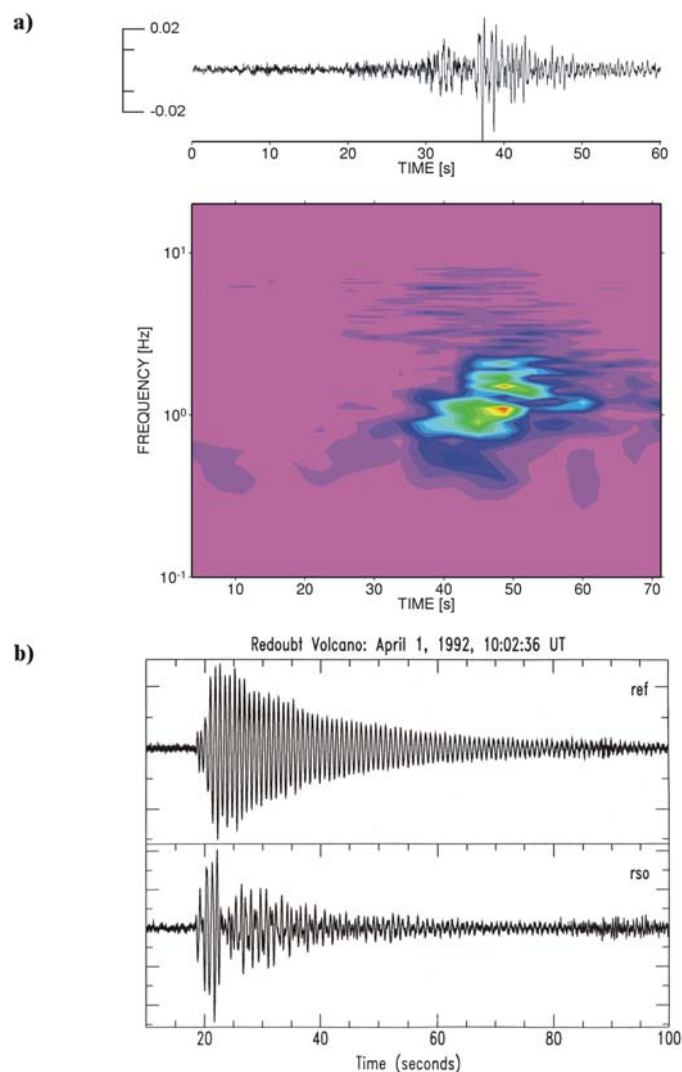 a)
0.02
-0.02
0 10 20 30 40 50 60
TIME [s]
10¹
FREQUENCY [Hz]
10⁰
10⁻¹
10 20 30 40 50 60 70
TIME [s]
b)
Redoubt Volcano: April 1, 1992, 10:02:36 UT
ref
rso
20 40 60 80 100
Time (seconds)